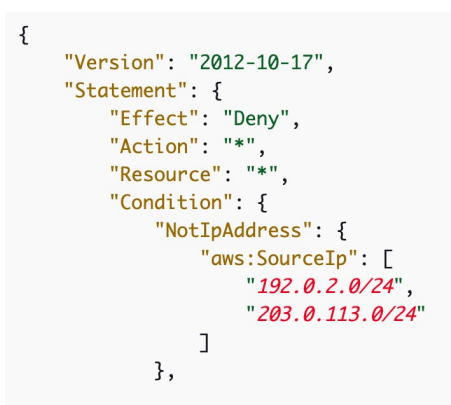 {
"Version": "2012-10-17",
"Statement": {
"Effect": "Deny",
"Action": "*",
"Resource": "*",
"Condition": {
"NotIpAddress": {
"aws:SourceIp": [
"192.0.2.0/24",
"203.0.113.0/24"
]
},